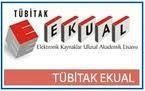 TÜBİTAK
EKUAL
Elektronik Kaynaklar Ulusal Akademik Lisansı
TÜBİTAK EKUAL